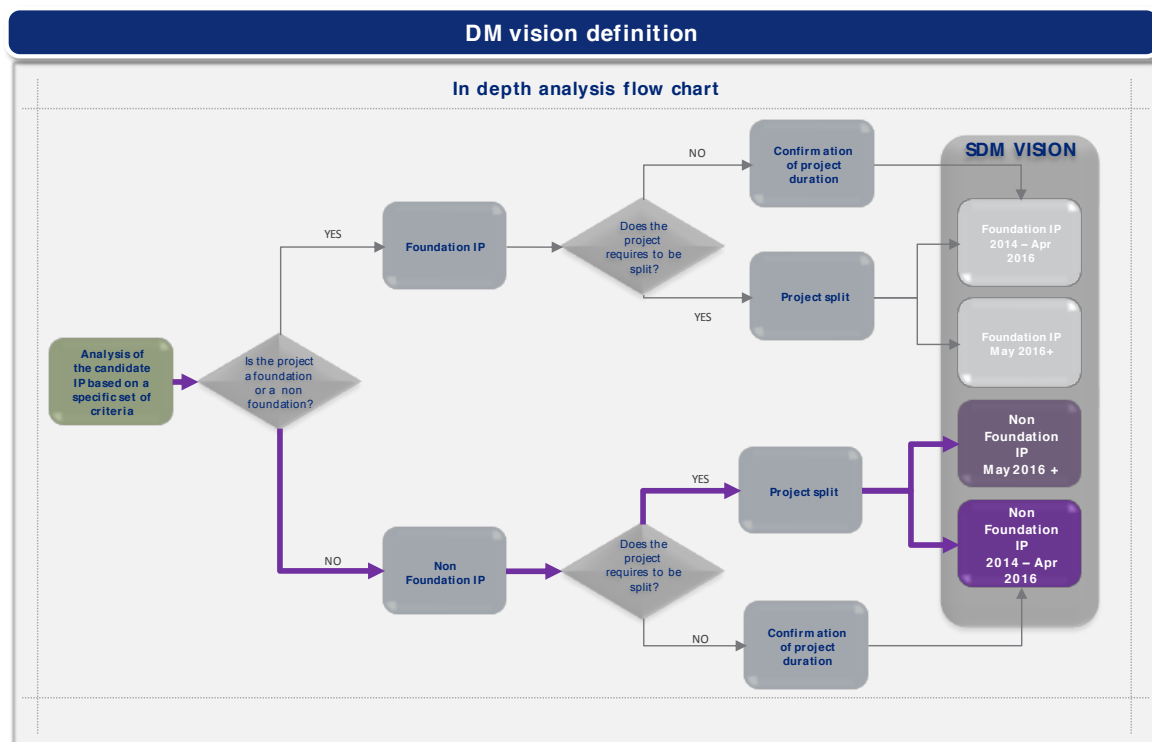 DM vision definition
In depth analysis flow chart
NO
Confirmation
of project
duration
SDM VISION
YES
Foundation IP
Does the
project
requires to be
split?
Foundation IP
2014 – Apr
2016
YES
Project split
Foundation IP
May 2016+
Analysis of
the candidate
IP based on a
specific set of
criteria
Is the project
a foundation
or a non
foundation?
NO
Non
Foundation IP
Does the
project
requires to be
split?
YES
Project split
Non
Foundation
IP
May 2016 +
Non
Foundation
IP
2014 – Apr
2016
NO
Confirmation
of project
duration